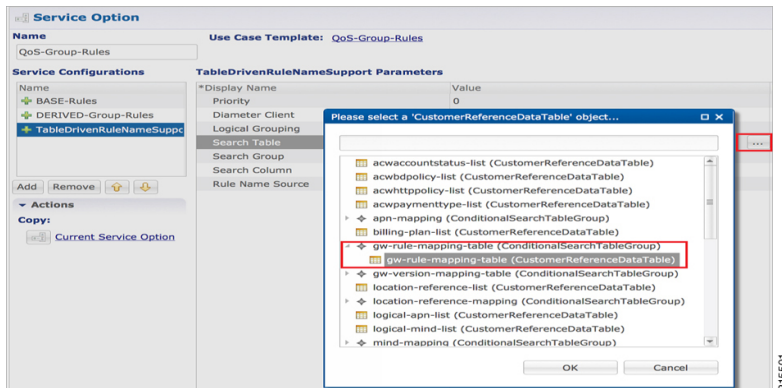 Service Option
Name
Use Case Template: QoS-Group-Rules
QoS-Group-Rules
Service Configurations
TableDrivenRuleNameSupport Parameters
Name
*Display Name Value
BASE-Rules
Priority 0
DERIVED-Group-Rules
Diameter Client
TableDrivenRuleNameSuppo
Logical Grouping
Search Table ...
Search Group
Search Column
Rule Name Source
Add Remove
Actions
Copy:
Current Service Option
Please select a 'CustomerReferenceDataTable' object...
acwaccountstatus-list (CustomerReferenceDataTable)
acwbdpolicy-list (CustomerReferenceDataTable)
acwhttppolicy-list (CustomerReferenceDataTable)
acwpaymenttype-list (CustomerReferenceDataTable)
apn-mapping (ConditionalSearchTableGroup)
billing-plan-list (CustomerReferenceDataTable)
gw-rule-mapping-table (ConditionalSearchTableGroup)
gw-rule-mapping-table (CustomerReferenceDataTable)
gw-version-mapping-table (ConditionalSearchTableGroup)
location-reference-list (CustomerReferenceDataTable)
location-reference-mapping (ConditionalSearchTableGroup)
logical-apn-list (CustomerReferenceDataTable)
logical-mind-list (CustomerReferenceDataTable)
mind-mapping (ConditionalSearchTableGroup)
OK Cancel